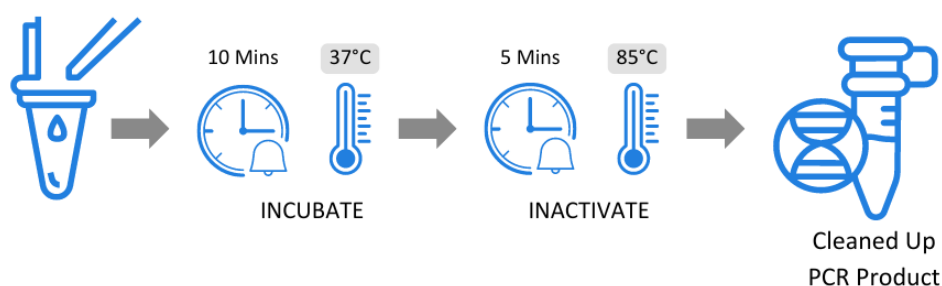 10 Mins
37°C
5 Mins
85°C
INCUBATE
INACTIVATE
Cleaned Up
PCR Product